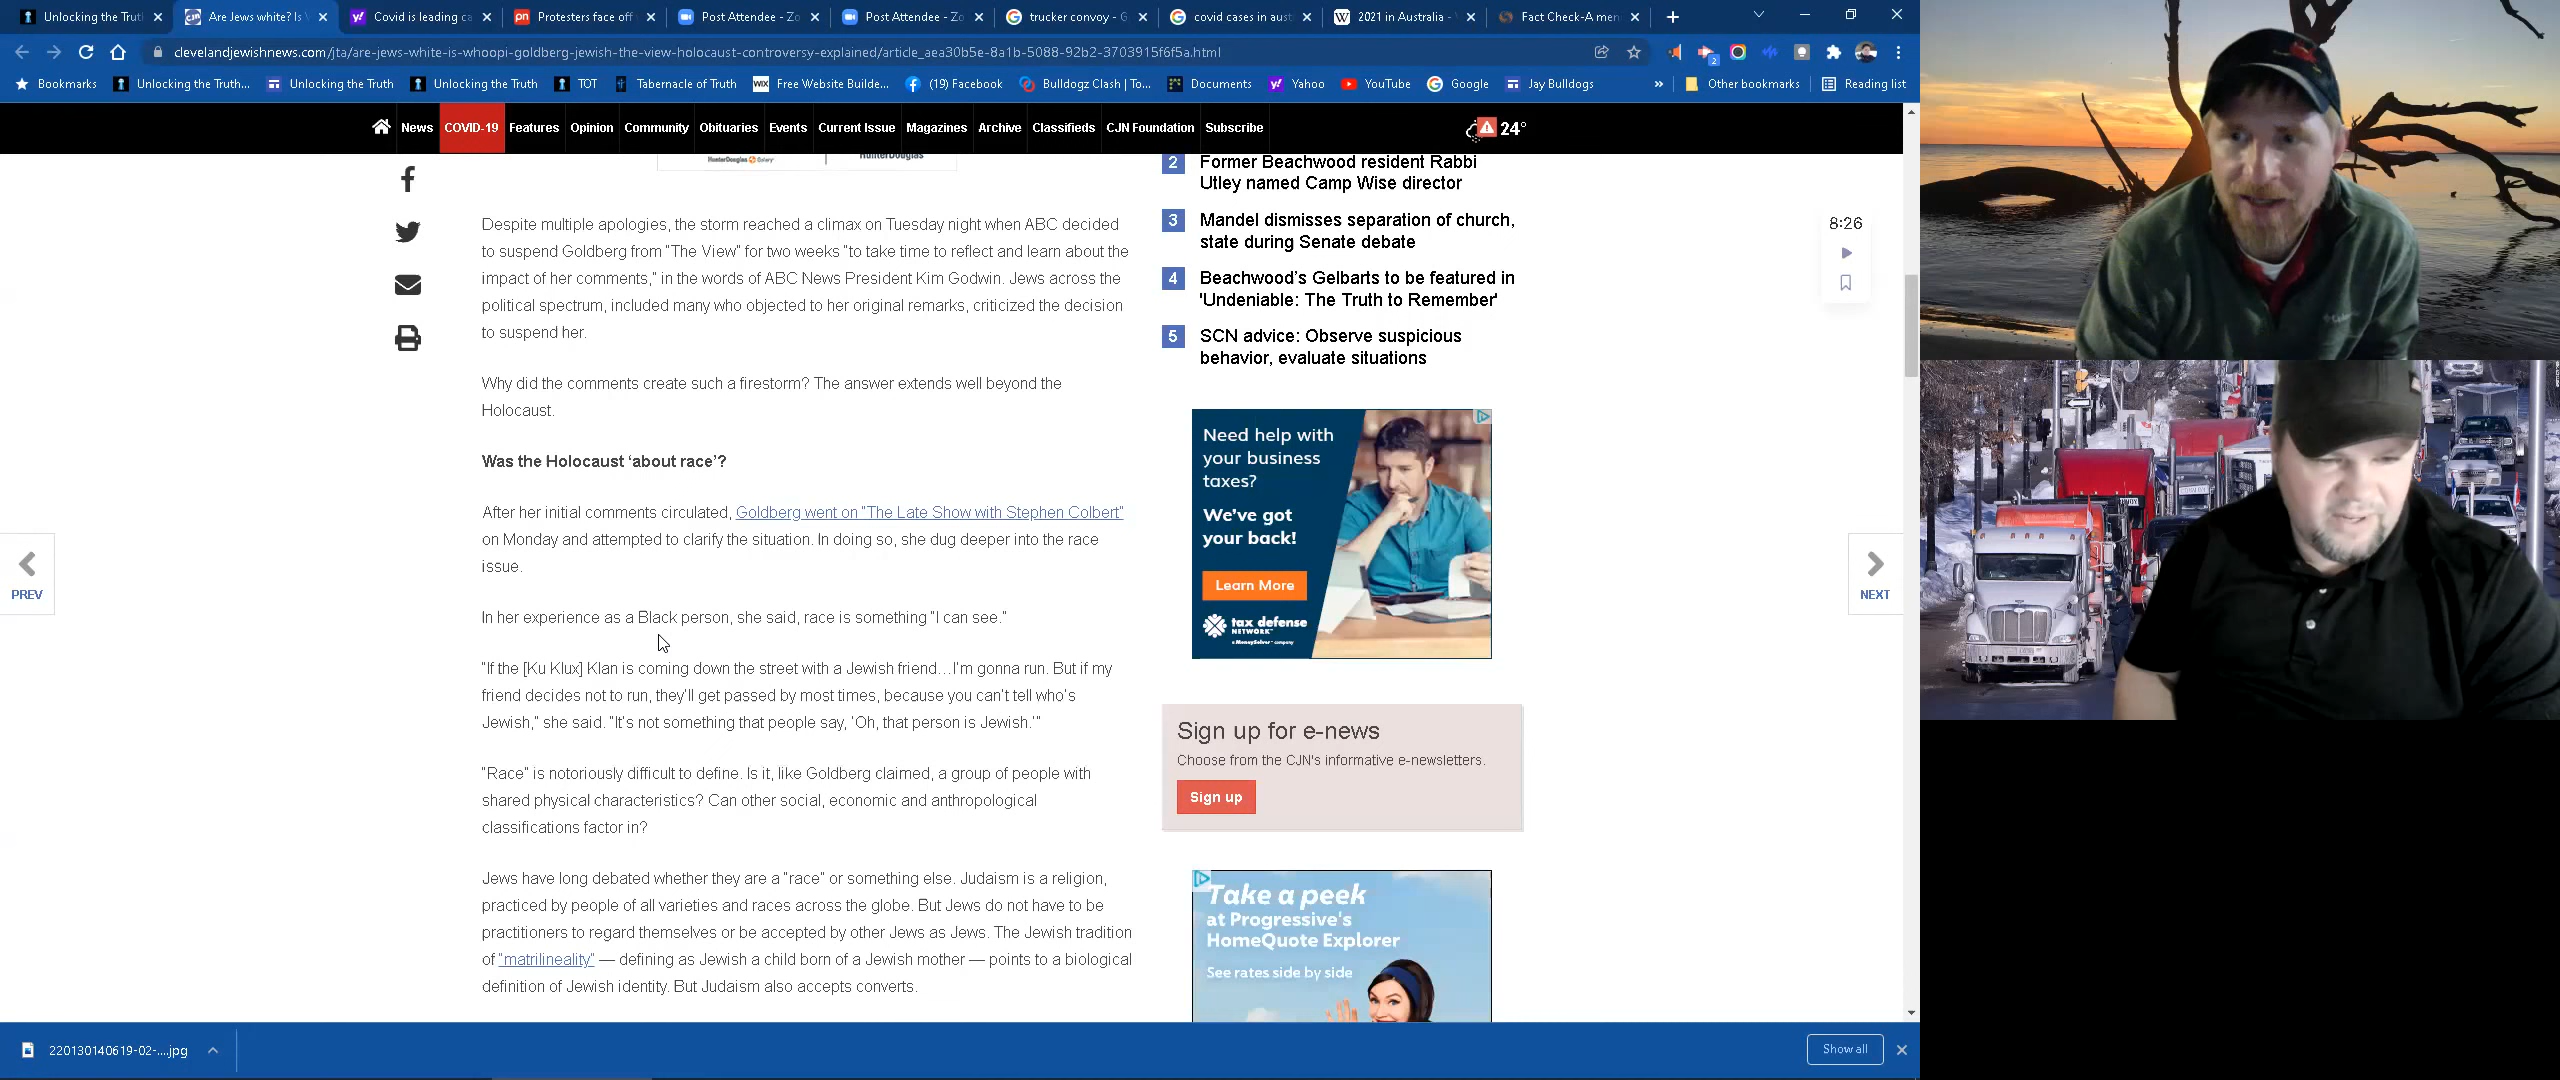 Unlocking the Trut
Are Jews white? Is
Covid is leading ca
Protesters face off
Post Attendee - Zo
Post Attendee - Zo
trucker convoy - G
covid cases in aust
2021 in Australia -
Fact Check-A men
clevelandjewishnews.com/jta/are-jews-white-is-whoopi-goldberg-jewish-the-view-holocaust-controversy-explained/article_aea30b5e-8a1b-5088-92b2-3703915f6f5a.html
2
Bookmarks
Unlocking the Truth...
Unlocking the Truth
Unlocking the Truth
TOT
Tabernacle of Truth
WIX
Free Website Builde...
(19) Facebook
Bulldogz Clash | To...
Documents
Yahoo
YouTube
Google
Jay Bulldogs
»
Other bookmarks
Reading list
News
COVID-19
Features
Opinion
Community
Obituaries
Events
Current Issue
Magazines
Archive
Classifieds
CJN Foundation
Subscribe
24°
HunterDouglas Gallery
HunterDouglas
Despite multiple apologies, the storm reached a climax on Tuesday night when ABC decided
to suspend Goldberg from “The View” for two weeks “to take time to reflect and learn about the
impact of her comments,” in the words of ABC News President Kim Godwin. Jews across the
political spectrum, included many who objected to her original remarks, criticized the decision
to suspend her.
Why did the comments create such a firestorm? The answer extends well beyond the
Holocaust.
Was the Holocaust ‘about race’?
After her initial comments circulated, Goldberg went on “The Late Show with Stephen Colbert”
on Monday and attempted to clarify the situation. In doing so, she dug deeper into the race
issue.
In her experience as a Black person, she said, race is something “I can see.”
“If the [Ku Klux] Klan is coming down the street with a Jewish friend…I’m gonna run. But if my
friend decides not to run, they’ll get passed by most times, because you can’t tell who’s
Jewish,” she said. “It’s not something that people say, ‘Oh, that person is Jewish.’”
“Race” is notoriously difficult to define. Is it, like Goldberg claimed, a group of people with
shared physical characteristics? Can other social, economic and anthropological
classifications factor in?
Jews have long debated whether they are a “race” or something else. Judaism is a religion,
practiced by people of all varieties and races across the globe. But Jews do not have to be
practitioners to regard themselves or be accepted by other Jews as Jews. The Jewish tradition
of “matrilineality” — defining as Jewish a child born of a Jewish mother — points to a biological
definition of Jewish identity. But Judaism also accepts converts.
PREV
2 Former Beachwood resident Rabbi
Utley named Camp Wise director
3 Mandel dismisses separation of church,
state during Senate debate
4 Beachwood’s Gelbarts to be featured in
'Undeniable: The Truth to Remember'
5 SCN advice: Observe suspicious
behavior, evaluate situations
Need help with
your business
taxes?
We've got
your back!
Learn More
tax defense
NETWORK
a MoneySolver company
Sign up for e-news
Choose from the CJN's informative e-newsletters.
Sign up
Take a peek
at Progressive's
HomeQuote Explorer
See rates side by side
8:26
NEXT
220130140619-02-....jpg
Show all